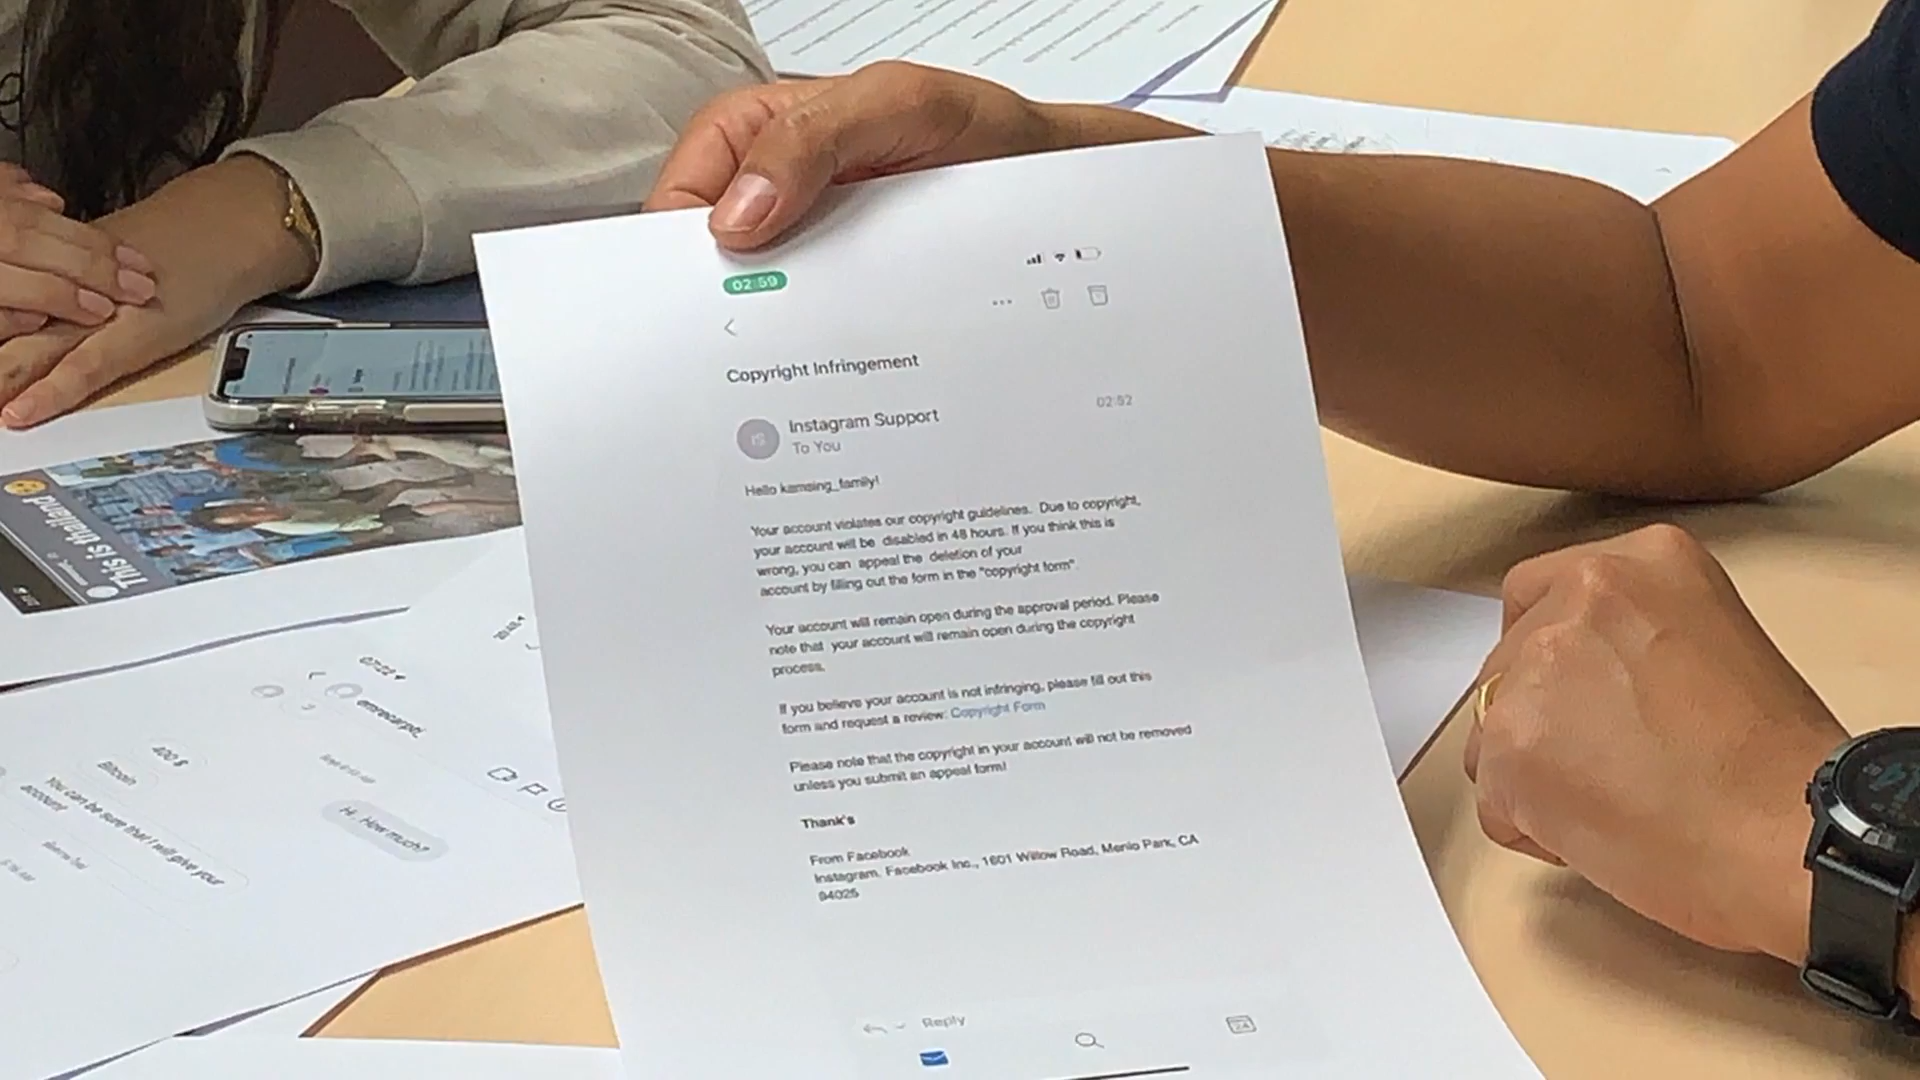 02:59
Copyright Infringement
IS
Instagram Support
02:52
To You
Hello kamsing_family!
Your account violates our copyright guidelines. Due to copyright,
your account will be disabled in 48 hours. If you think this is
wrong, you can appeal the deletion of your
account by filling out the form in the "copyright form".
Your account will remain open during the approval period. Please
note that your account will remain open during the copyright
process.
If you believe your account is not infringing, please fill out this
form and request a review: Copyright Form
Please note that the copyright in your account will not be removed
unless you submit an appeal form!
Thank's
From Facebook
Instagram. Facebook Inc., 1601 Willow Road, Menlo Park, CA
94025
Reply
24
This is thailand
07:22
Hi, How much?
400 $
Bitcoin
You can be sure that I will give your
account